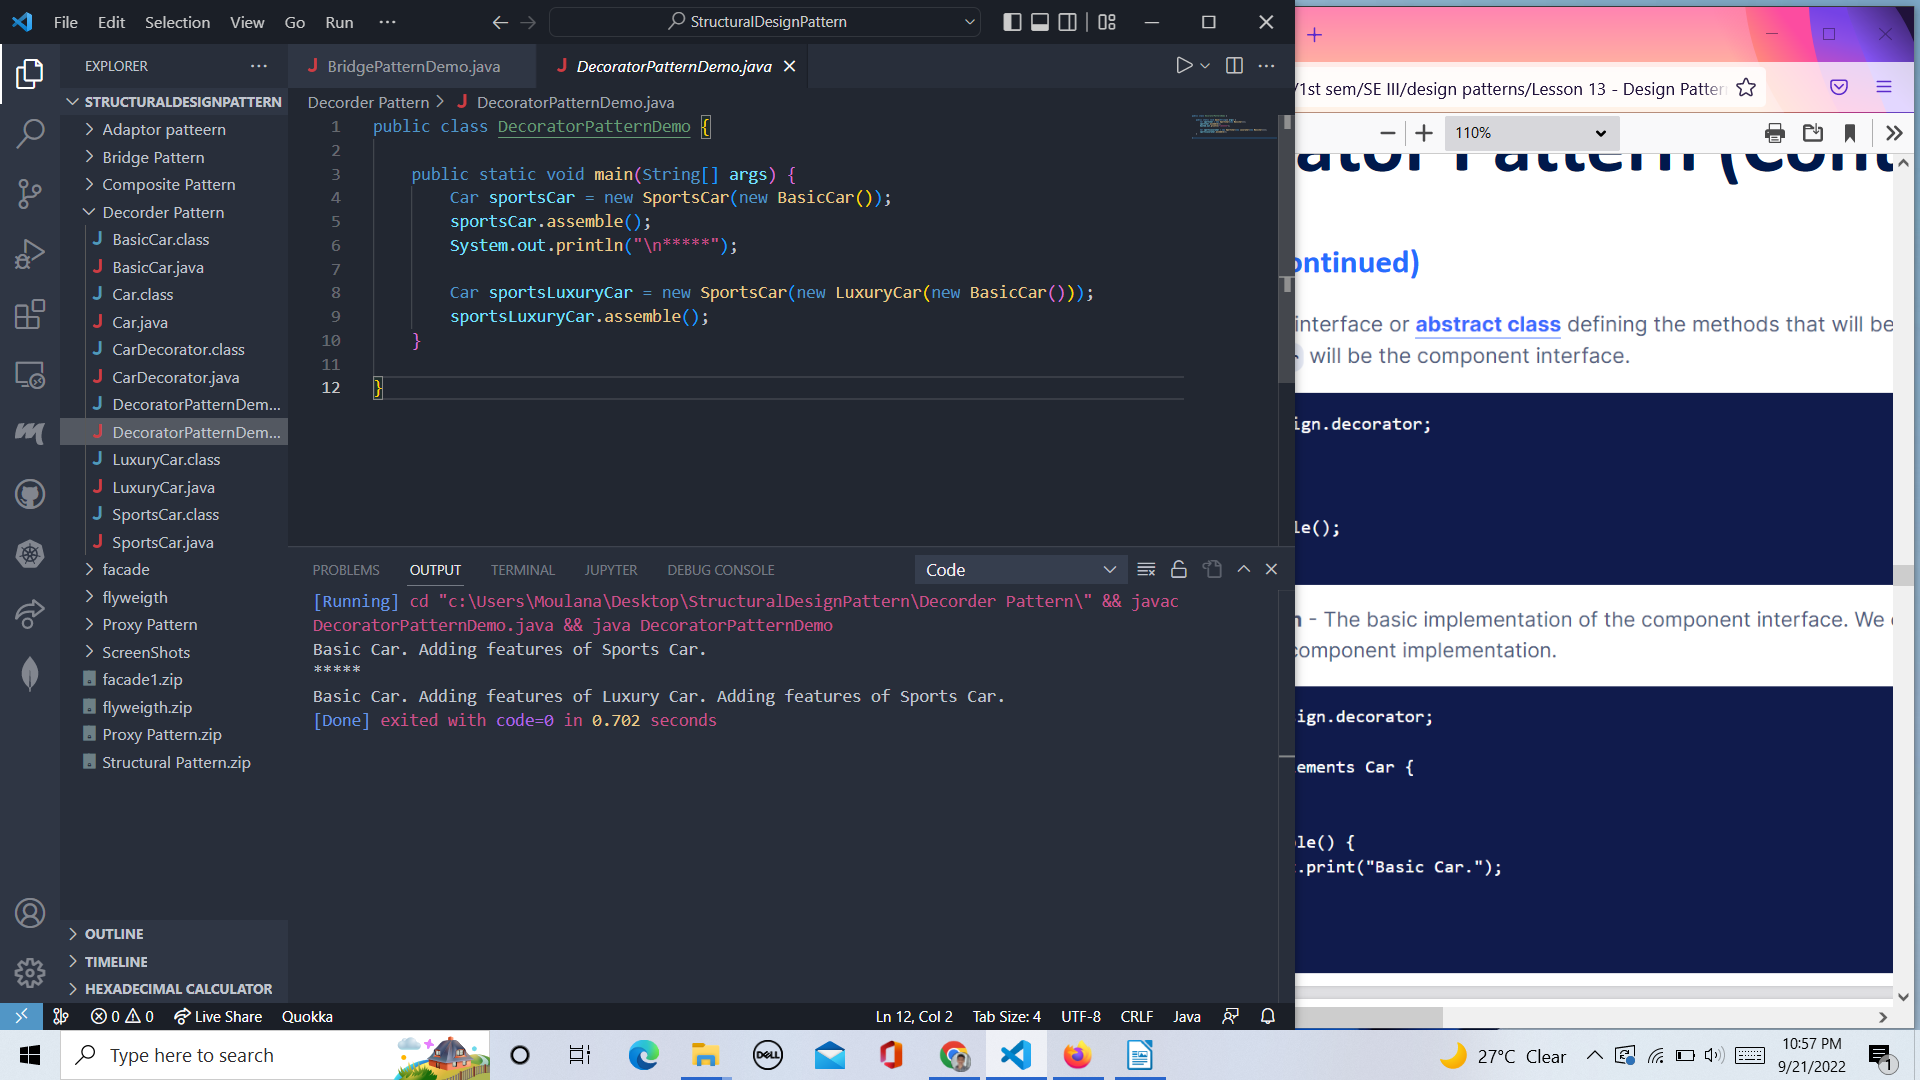 File Edit Selection View Go Run ···
StructuralDesignPattern
EXPLORER
BridgePatternDemo.java
DecoratorPatternDemo.java
STRUCTURALDESIGNPATTERN
Adaptor patteern
Bridge Pattern
Composite Pattern
Decorder Pattern
BasicCar.class
BasicCar.java
Car.class
Car.java
CarDecorator.class
CarDecorator.java
DecoratorPatternDem...
DecoratorPatternDem...
LuxuryCar.class
LuxuryCar.java
SportsCar.class
SportsCar.java
facade
flyweigth
Proxy Pattern
ScreenShots
facade1.zip
flyweigth.zip
Proxy Pattern.zip
Structural Pattern.zip
OUTLINE
TIMELINE
HEXADECIMAL CALCULATOR
Decorder Pattern > DecoratorPatternDemo.java
1 public class DecoratorPatternDemo {
2
3 public static void main(String[] args) {
4 Car sportsCar = new SportsCar(new BasicCar());
5 sportsCar.assemble();
6 System.out.println("\n*****");
7
8 Car sportsLuxuryCar = new SportsCar(new LuxuryCar(new BasicCar()));
9 sportsLuxuryCar.assemble();
10 }
11
12 }
PROBLEMS OUTPUT TERMINAL JUPYTER DEBUG CONSOLE
Code
[Running] cd "c:\Users\Moulana\Desktop\StructuralDesignPattern\Decorder Pattern\" && javac
DecoratorPatternDemo.java && java DecoratorPatternDemo
Basic Car. Adding features of Sports Car.
*****
Basic Car. Adding features of Luxury Car. Adding features of Sports Car.
[Done] exited with code=0 in 0.702 seconds
0 0 Live Share Quokka
Ln 12, Col 2 Tab Size: 4 UTF-8 CRLF Java
/1st sem/SE III/design patterns/Lesson 13 - Design Patter
110%
ator Pattern (Cont
ontinued)
interface or abstract class defining the methods that will be
will be the component interface.
ign.decorator;
le();
- The basic implementation of the component interface. We
component implementation.
ign.decorator;
ements Car {
le() {
.print("Basic Car.");
Type here to search
DELL
27°C Clear
10:57 PM
9/21/2022
1